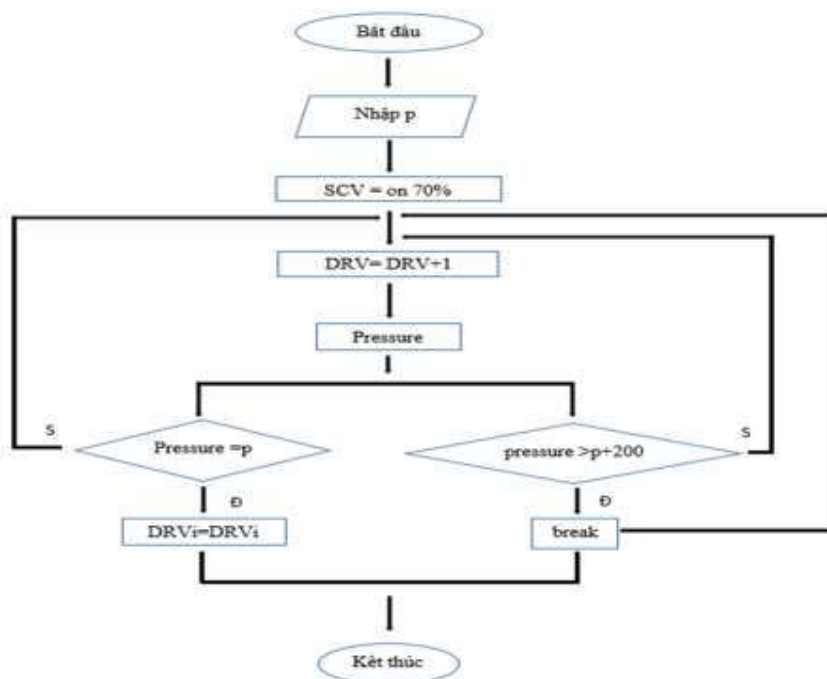 Bắt đầu
Nhập p
SCV = on 70%
DRV= DRV+1
Pressure
S
Pressure =p
pressure >p+200
S
Đ
Đ
DRVi=DRVi
break
Kết thúc